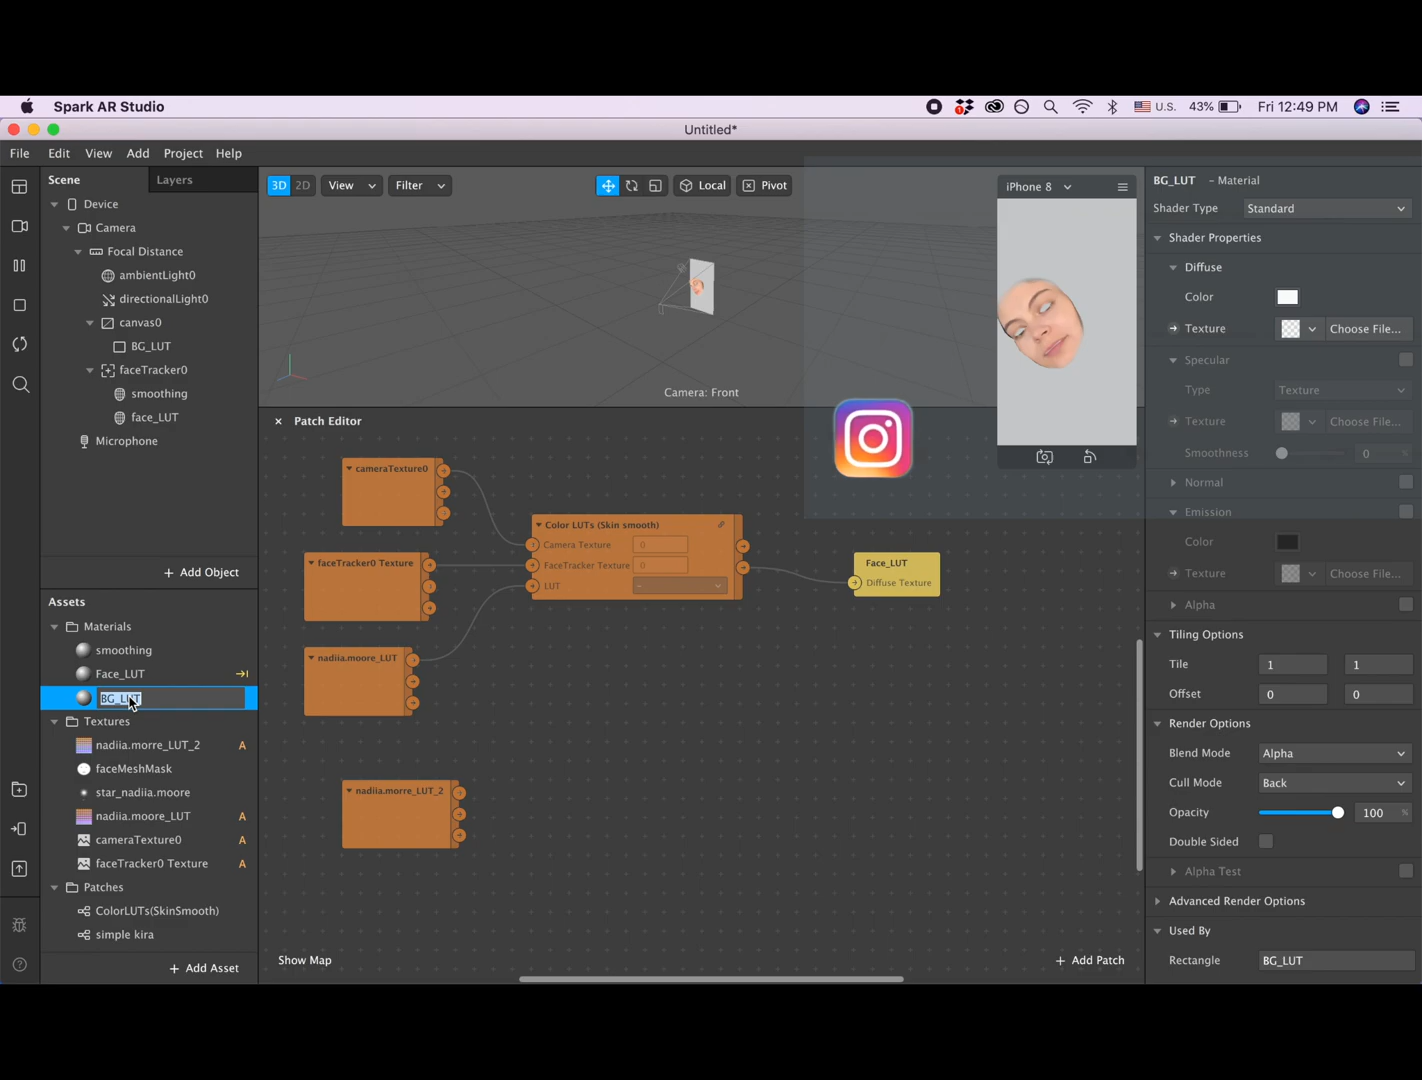 Spark AR Studio
U.S. 43% Fri 12:49 PM
Untitled*
File Edit View Add Project Help
Scene Layers
Device
Camera
Focal Distance
ambientLight0
directionalLight0
canvas0
BG_LUT
faceTracker0
smoothing
face_LUT
Microphone
+ Add Object
Assets
Materials
smoothing
Face_LUT
BG_LUT
Textures
nadiia.morre_LUT_2 A
faceMeshMask
star_nadiia.moore
nadiia.moore_LUT A
cameraTexture0 A
faceTracker0 Texture A
Patches
ColorLUTs(SkinSmooth)
simple kira
+ Add Asset
3D 2D View Filter Local Pivot
Camera: Front
iPhone 8
× Patch Editor
cameraTexture0
faceTracker0 Texture
nadiia.moore_LUT
nadiia.morre_LUT_2
Color LUTs (Skin smooth)
Camera Texture 0
FaceTracker Texture 0
LUT -
Face_LUT
Diffuse Texture
Show Map
+ Add Patch
BG_LUT - Material
Shader Type Standard
Shader Properties
Diffuse
Color
Texture Choose File...
Specular
Type Texture
Texture Choose File...
Smoothness 0 %
Normal
Emission
Color
Texture Choose File...
Alpha
Tiling Options
Tile 1 1
Offset 0 0
Render Options
Blend Mode Alpha
Cull Mode Back
Opacity 100 %
Double Sided
Alpha Test
Advanced Render Options
Used By
Rectangle BG_LUT